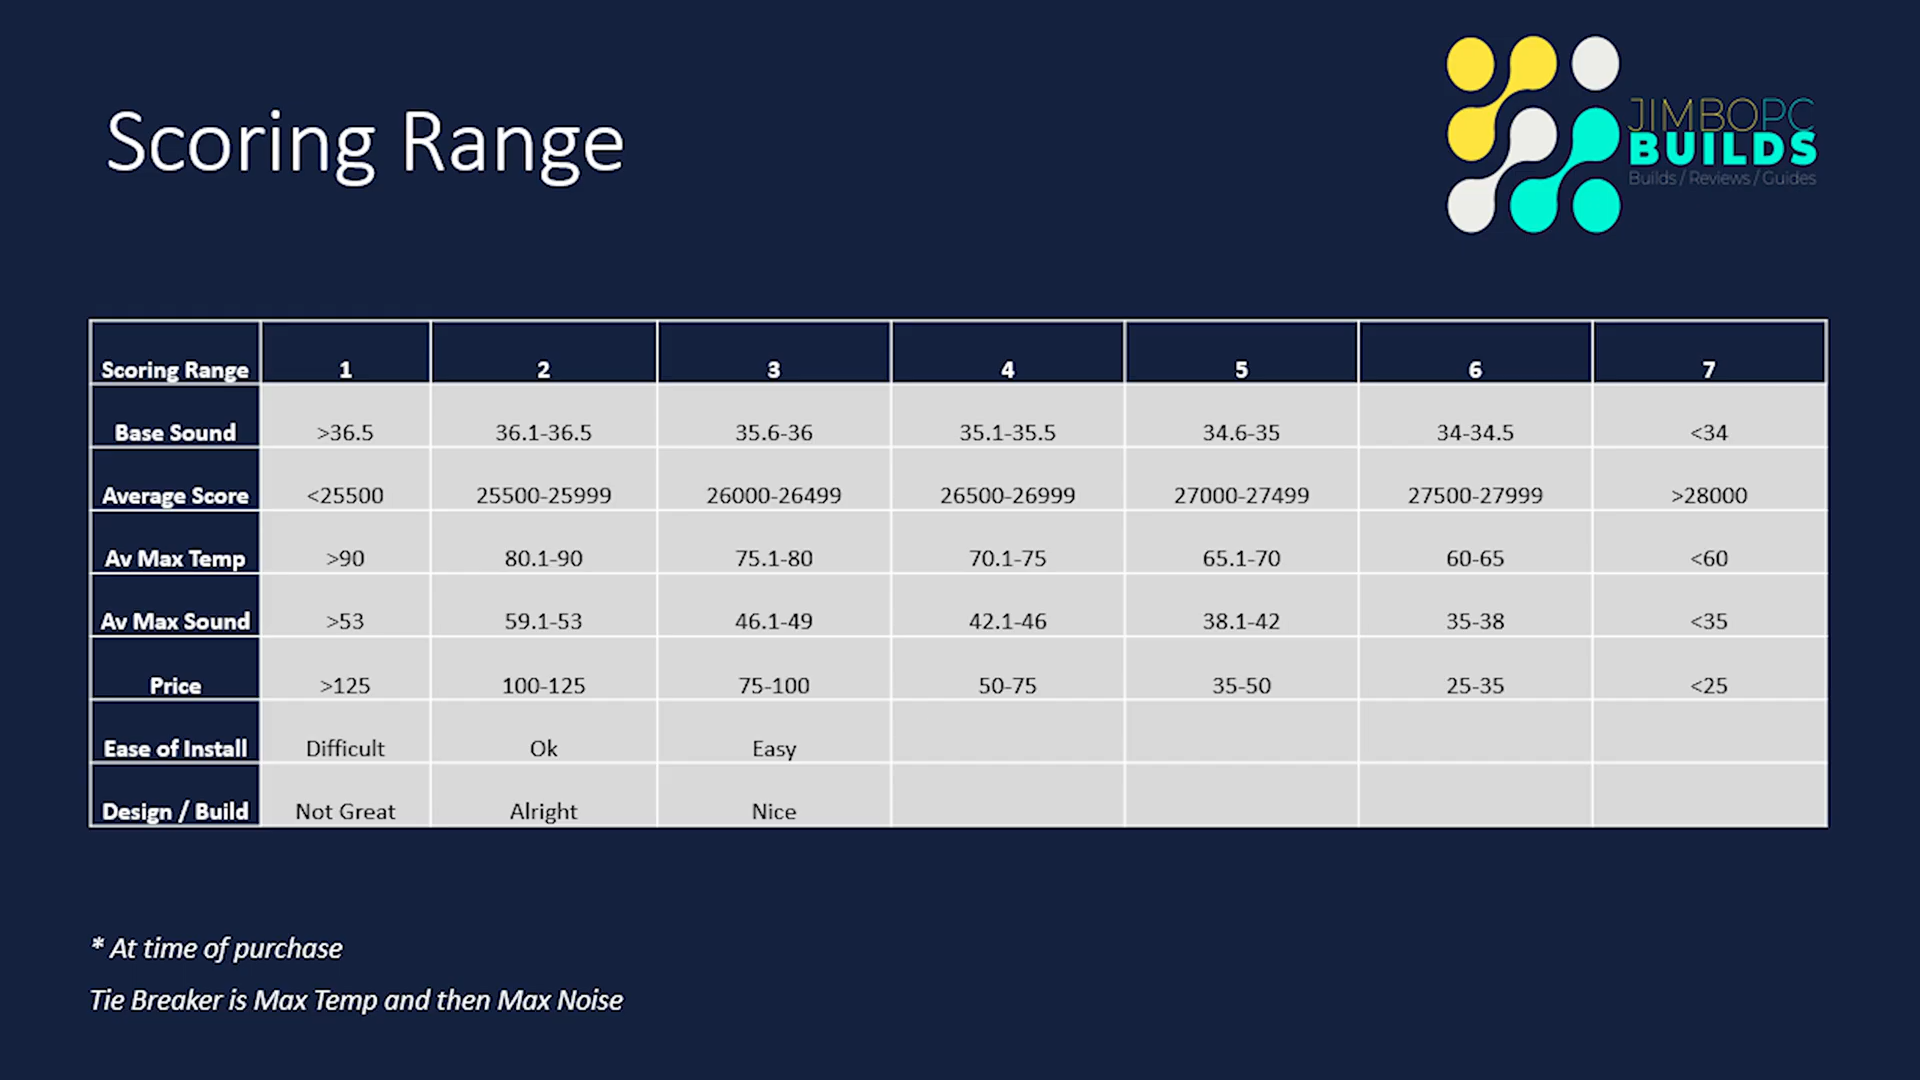 Scoring Range
JIMBOPC
BUILDS
Builds / Reviews / Guides
Scoring Range 1 2 3 4 5 6 7
Base Sound >36.5 36.1-36.5 35.6-36 35.1-35.5 34.6-35 34-34.5 <34
Average Score <25500 25500-25999 26000-26499 26500-26999 27000-27499 27500-27999 >28000
Av Max Temp >90 80.1-90 75.1-80 70.1-75 65.1-70 60-65 <60
Av Max Sound >53 59.1-53 46.1-49 42.1-46 38.1-42 35-38 <35
Price >125 100-125 75-100 50-75 35-50 25-35 <25
Ease of Install Difficult Ok Easy
Design / Build Not Great Alright Nice
* At time of purchase
Tie Breaker is Max Temp and then Max Noise